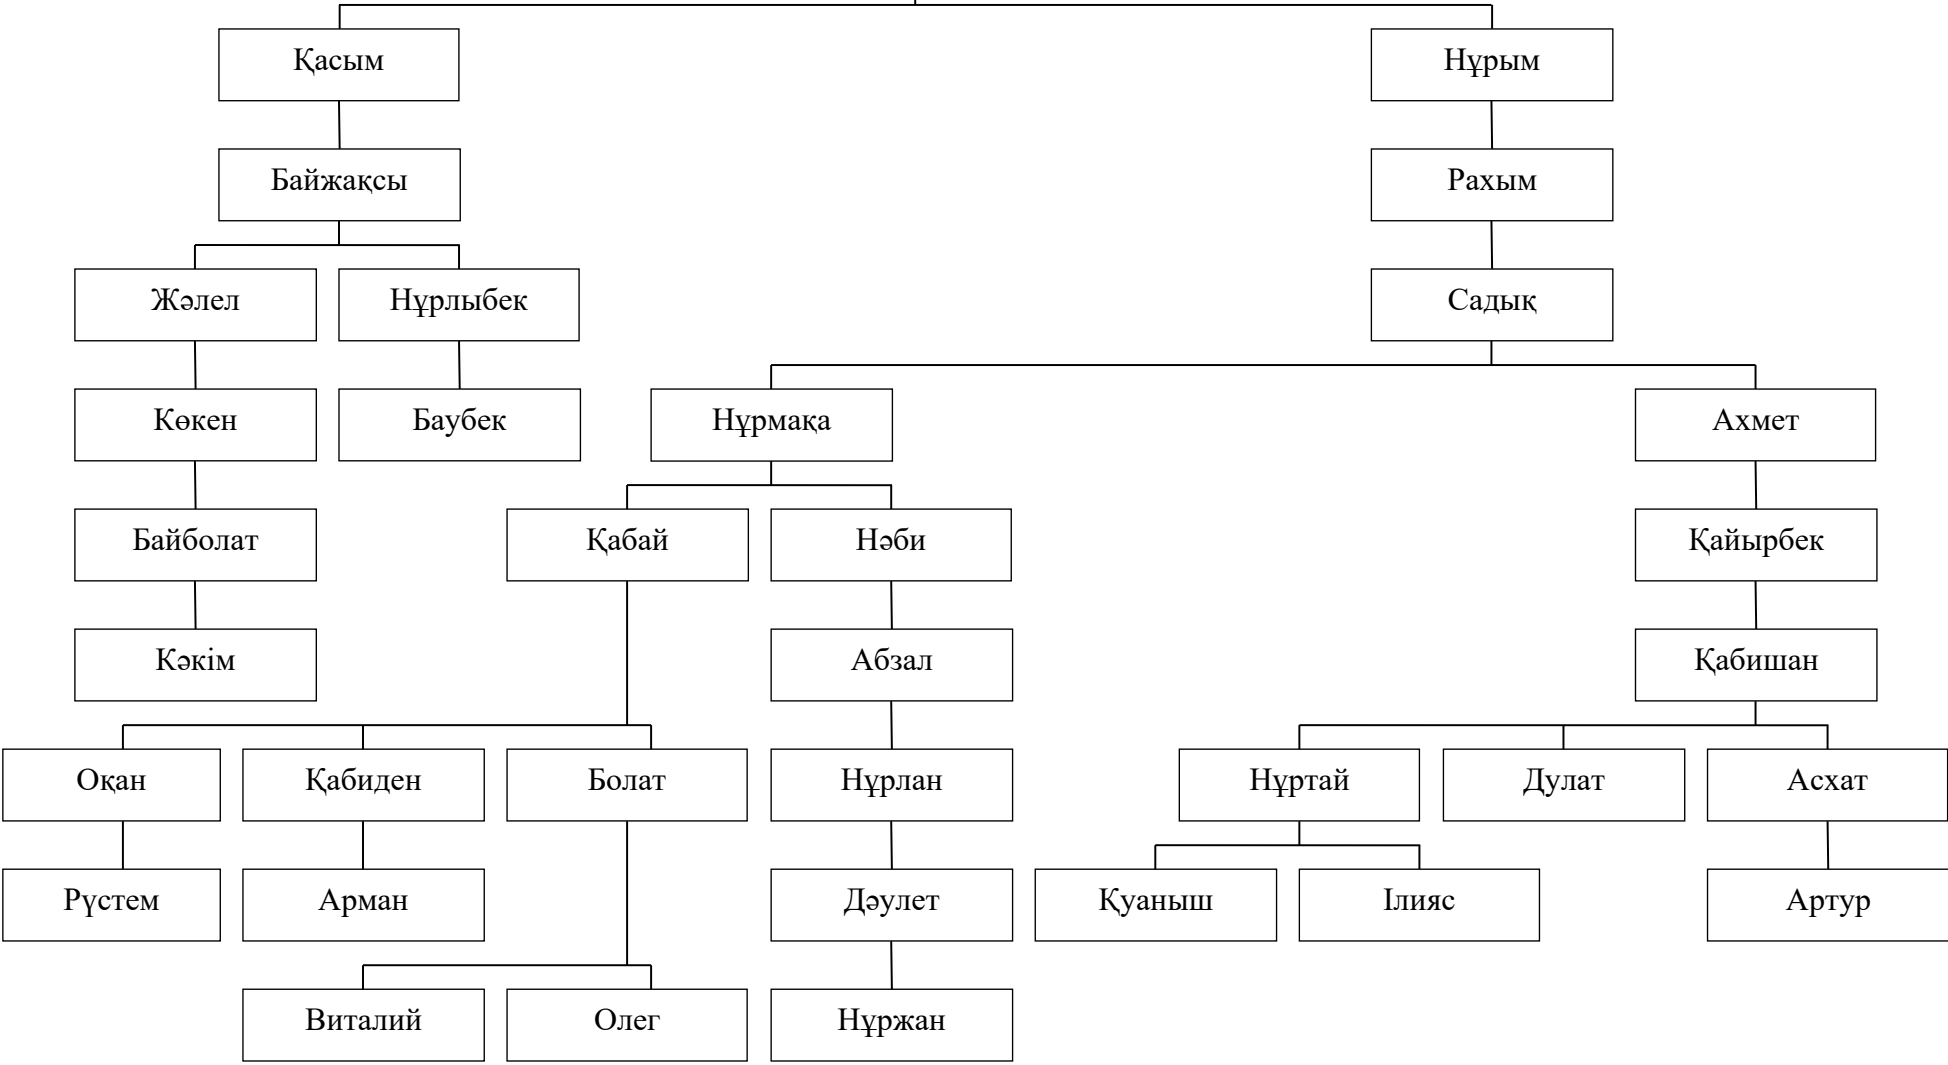 Қасым
Нұрым
Байжақсы
Рахым
Жәлел
Нұрлыбек
Садық
Көкен
Баубек
Нұрмақа
Ахмет
Байболат
Қабай
Нәби
Қайырбек
Кәкім
Абзал
Қабишан
Оқан
Қабиден
Болат
Нұрлан
Нұртай
Дулат
Асхат
Рүстем
Арман
Дәулет
Қуаныш
Ілияс
Артур
Виталий
Олег
Нұржан